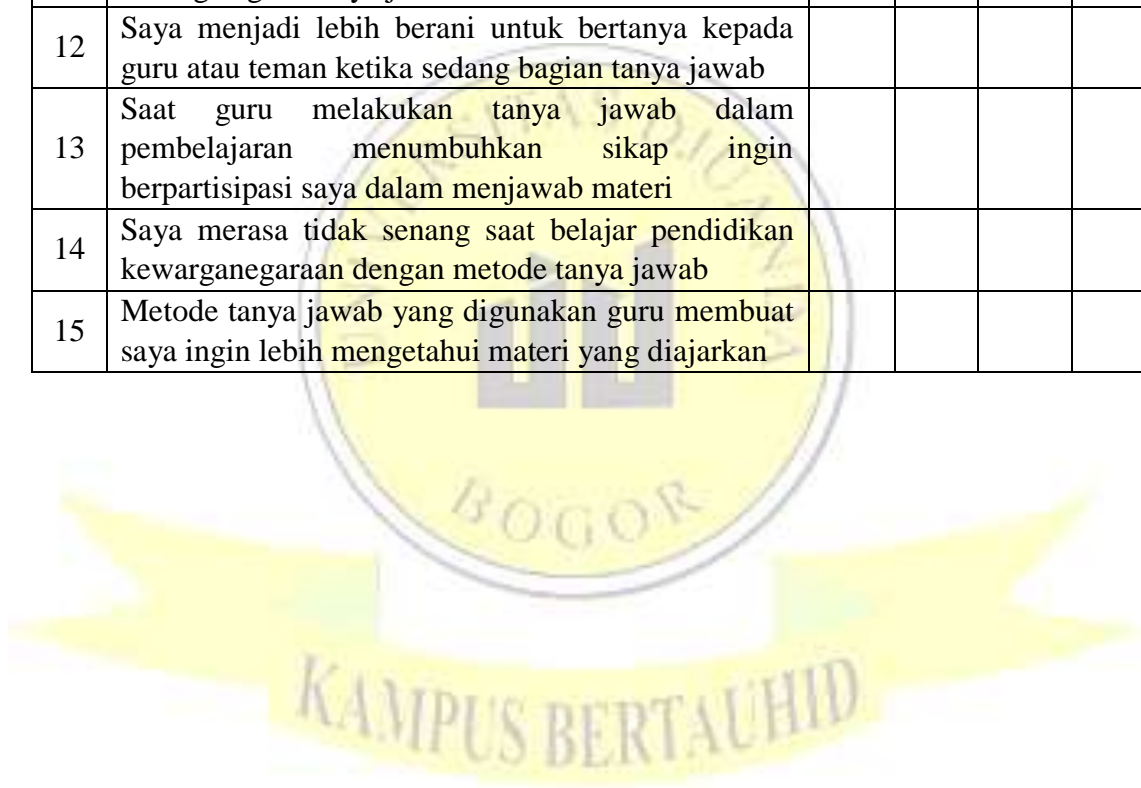 12
Saya menjadi lebih berani untuk bertanya kepada
guru atau teman ketika sedang bagian tanya jawab
13
Saat guru melakukan tanya jawab dalam
pembelajaran menumbuhkan sikap ingin
berpartisipasi saya dalam menjawab materi
14
Saya merasa tidak senang saat belajar pendidikan
kewarganegaraan dengan metode tanya jawab
15
Metode tanya jawab yang digunakan guru membuat
saya ingin lebih mengetahui materi yang diajarkan
UNIVERSITAS DJUANDA
BOGOR
KAMPUS BERTAUHID